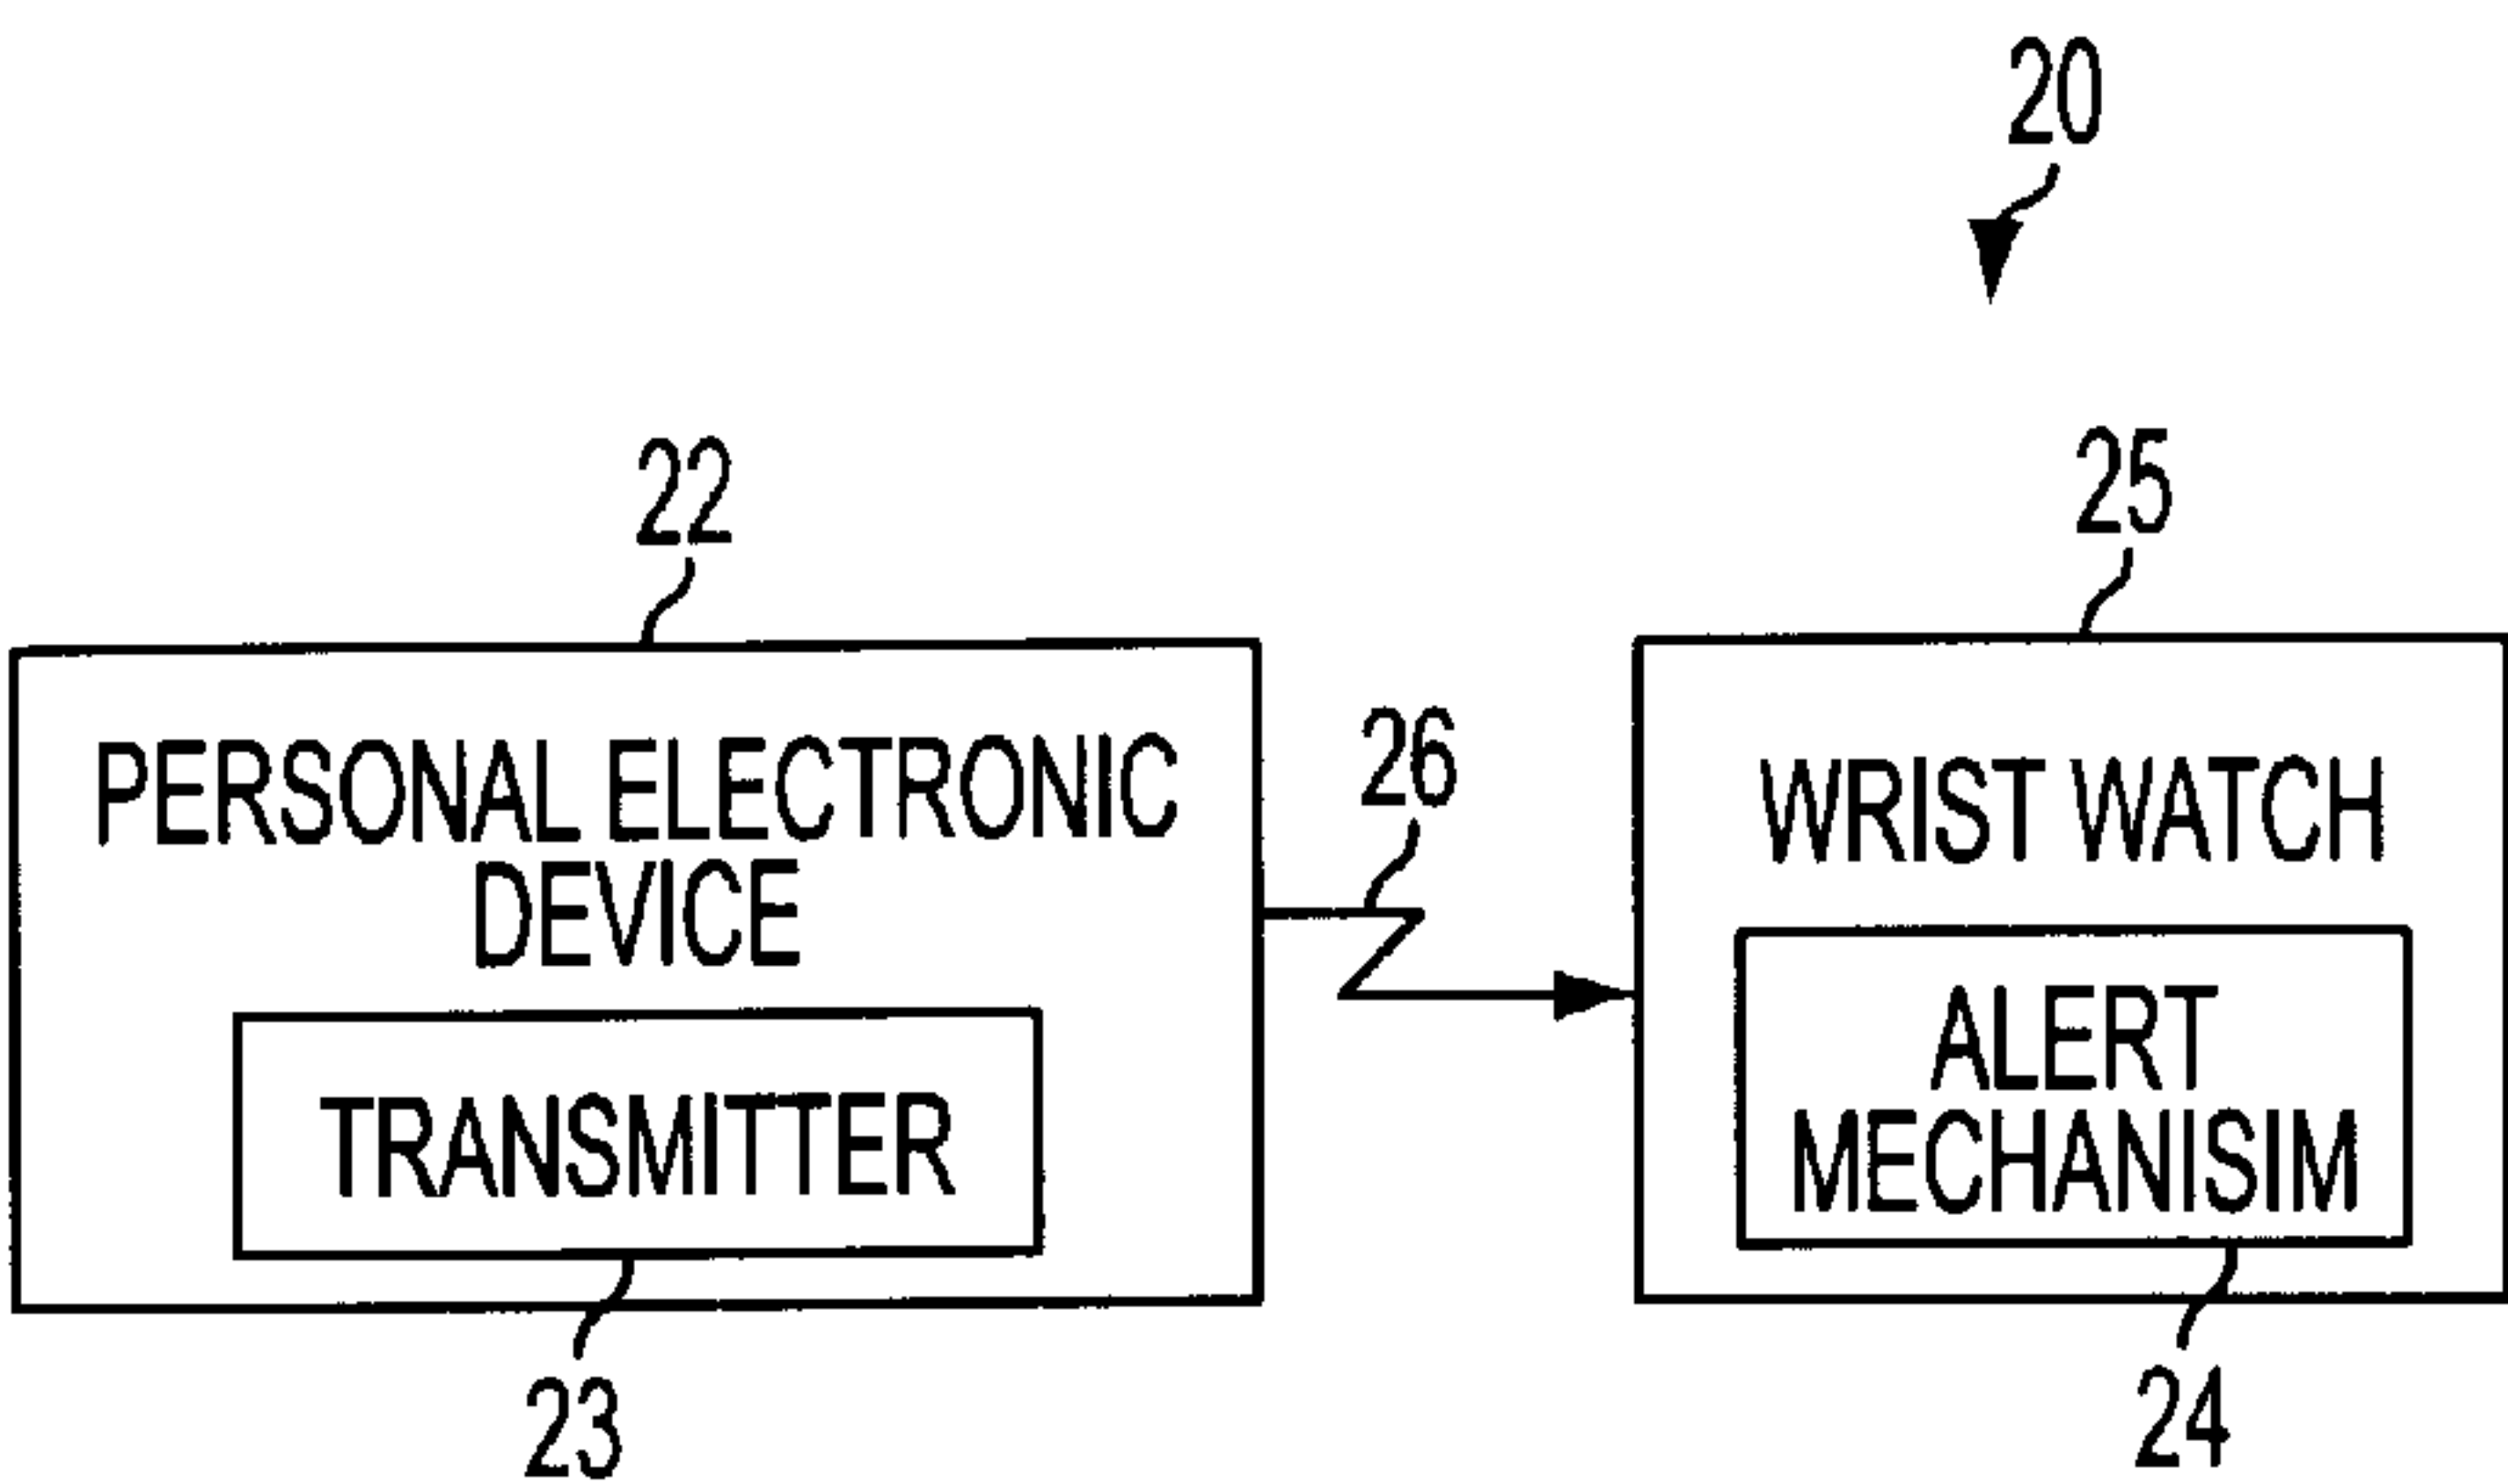 20
22
25
PERSONAL ELECTRONIC
DEVICE
26
WRIST WATCH
TRANSMITTER
ALERT
MECHANISIM
23
24